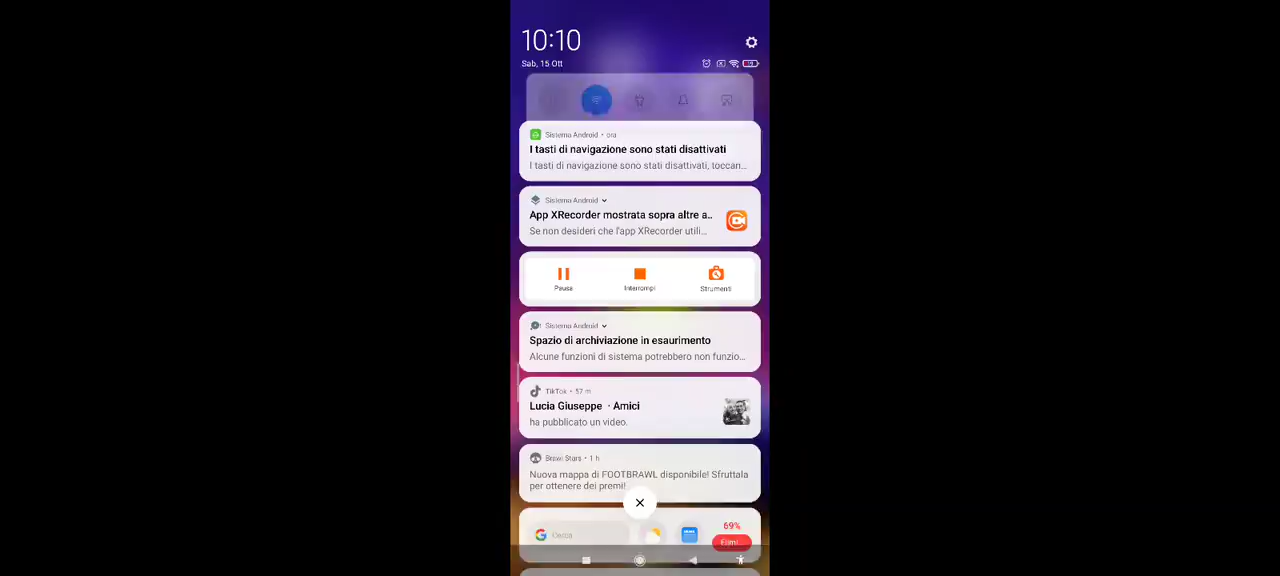 10:10
Sab, 15 Ott
Sistema Android • ora
I tasti di navigazione sono stati disattivati
I tasti di navigazione sono stati disattivati, toccan...
Sistema Android
App XRecorder mostrata sopra altre a..
Se non desideri che l'app XRecorder utili...
Pausa
Interrompi
Strumenti
Sistema Android
Spazio di archiviazione in esaurimento
Alcune funzioni di sistema potrebbero non funzio...
TikTok • 57 m
Lucia Giuseppe · Amici
ha pubblicato un video.
Brawl Stars • 1 h
Nuova mappa di FOOTBRAWL disponibile! Sfruttala
per ottenere dei premi!
69%
Cerca